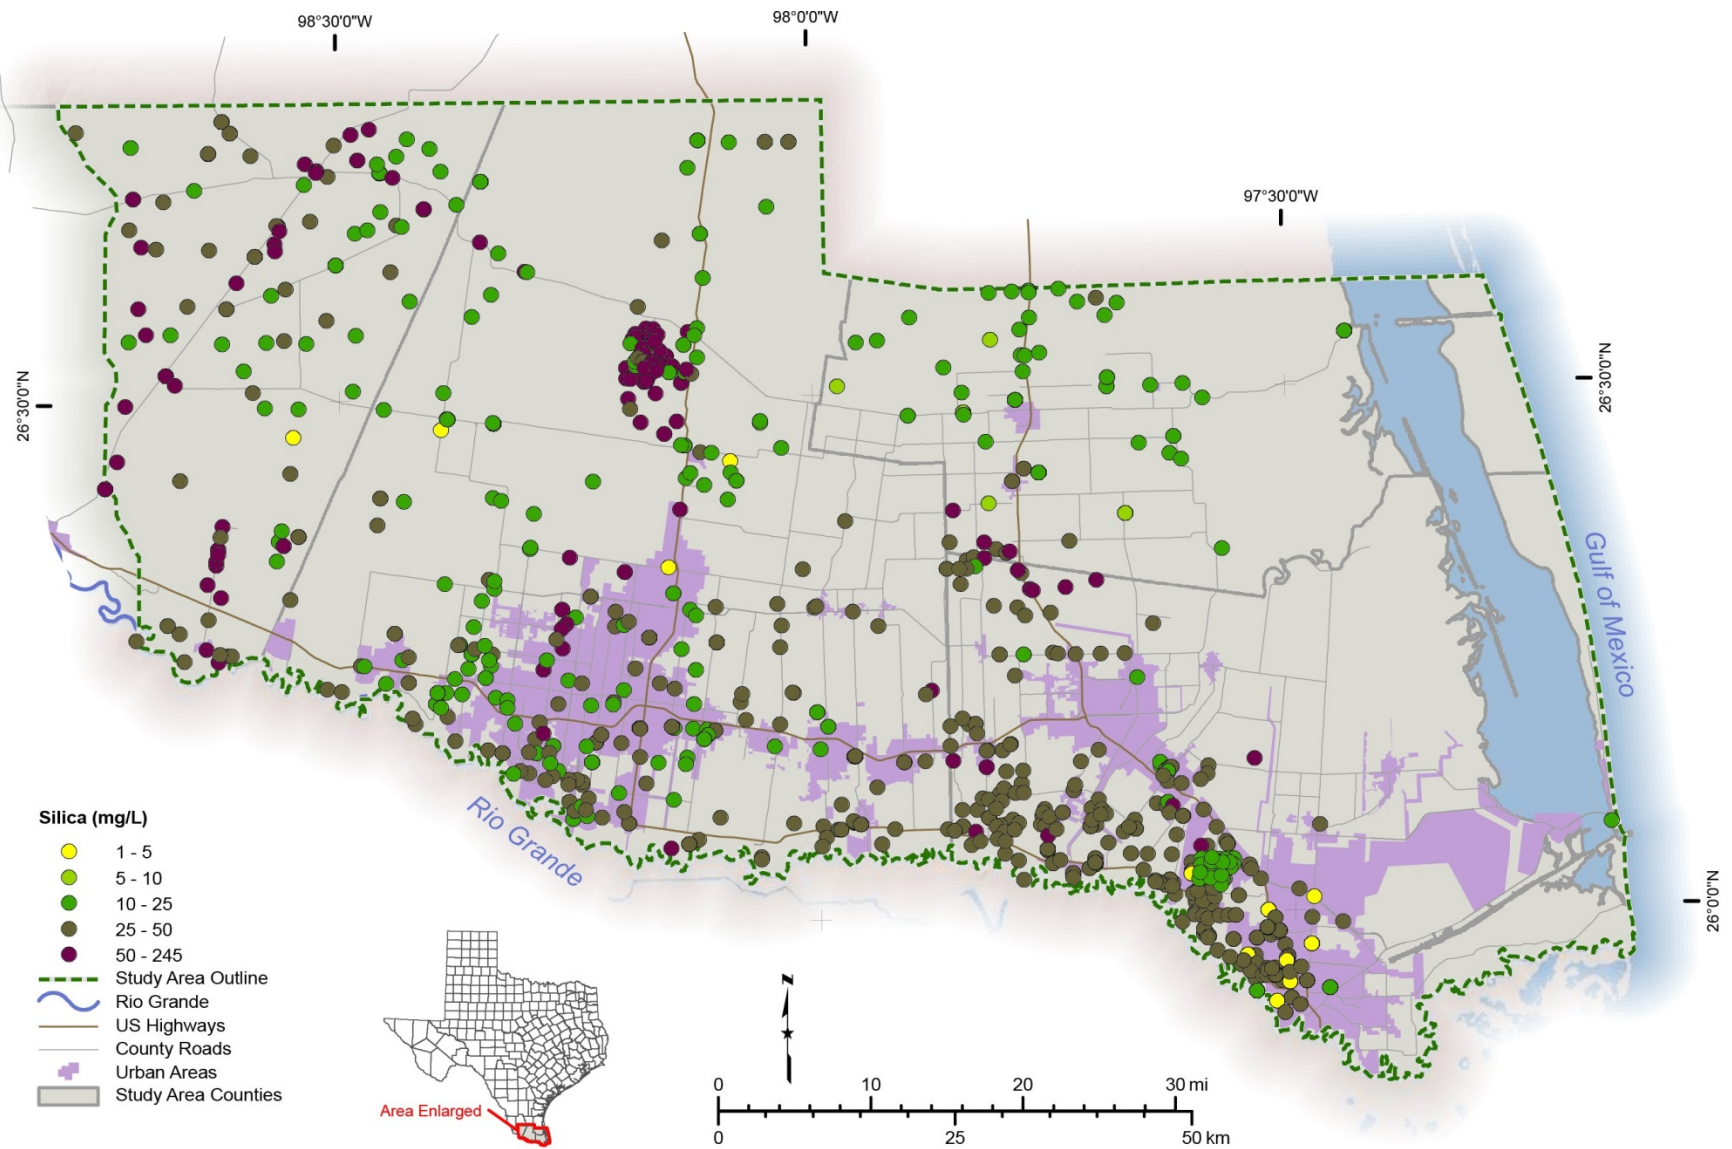 98°30'0"W
98°0'0"W
97°30'0"W
26°30'0"N
26°30'0"N
Gulf of Mexico
Rio Grande
26°0'0"N
Silica (mg/L)
1 - 5
5 - 10
10 - 25
25 - 50
50 - 245
Study Area Outline
Rio Grande
US Highways
County Roads
Urban Areas
Study Area Counties
Area Enlarged
N
0 10 20 30 mi
0 25 50 km